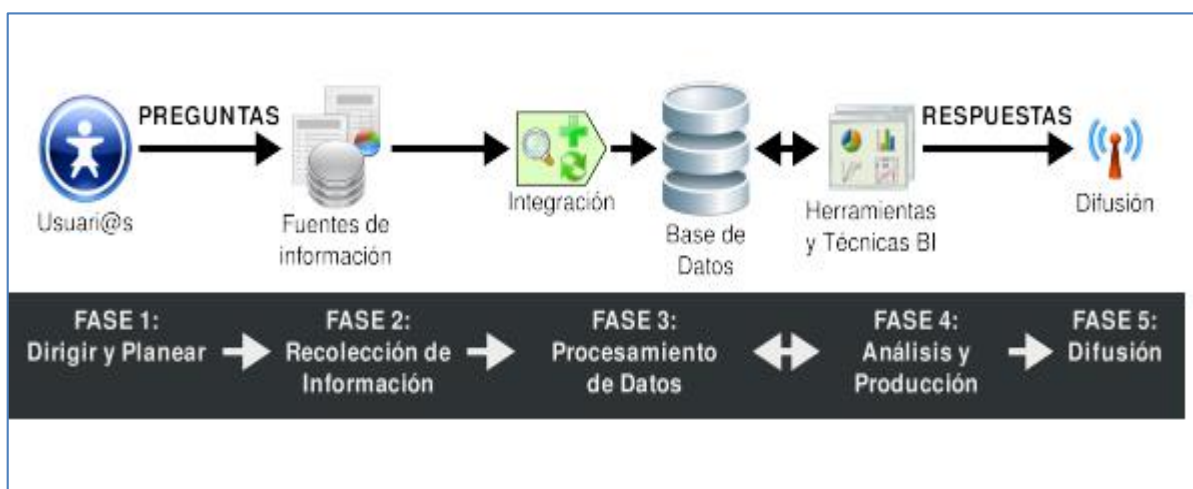 PREGUNTAS
RESPUESTAS
Usuari@s
Fuentes de
información
Integración
Base de
Datos
Herramientas
y Técnicas BI
Difusión
FASE 1:
Dirigir y Planear
FASE 2:
Recolección de
Información
FASE 3:
Procesamiento
de Datos
FASE 4:
Análisis y
Producción
FASE 5:
Difusión